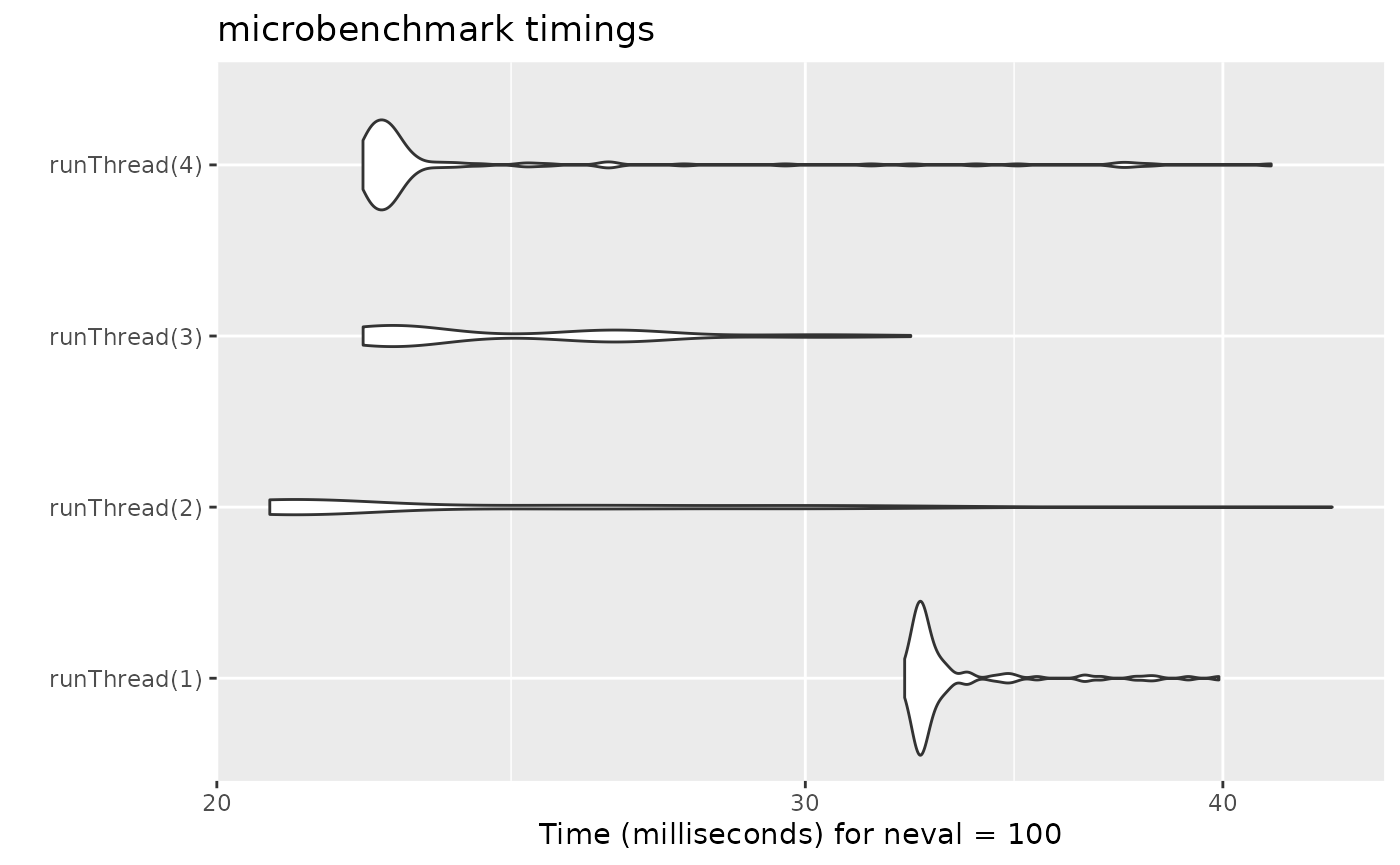 microbenchmark timings
runThread(4)
runThread(3)
runThread(2)
runThread(1)
20 30 40
Time (milliseconds) for neval = 100